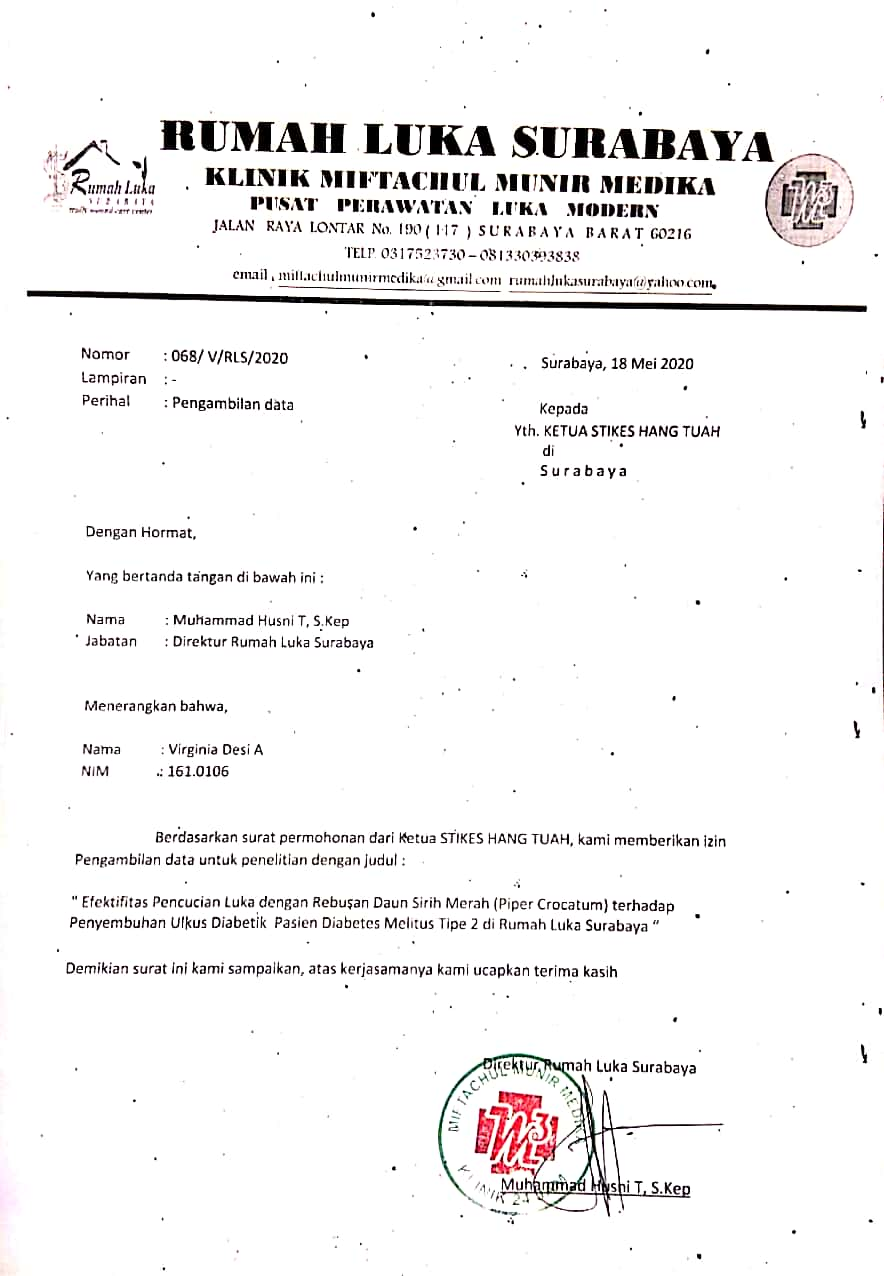 RUMAH LUKA SURABAYA
KLINIK MIFTACHUL MUNIR MEDIKA
PUSAT PERAWATAN LUKA MODERN
JALAN RAYA LONTAR No. 190 ( 147 ) SURABAYA BARAT 60216
TELP. 0317523730 – 081330393838
email , miftachulmunirmedika@gmail.com rumahlukasurabaya@yahoo.com
Rumah Luka
SURABAYA
Nomor : 068/ V/RLS/2020
Surabaya, 18 Mei 2020
Lampiran : -
Perihal : Pengambilan data
Kepada
Yth. KETUA STIKES HANG TUAH
di
Surabaya
Dengan Hormat,
Yang bertanda tangan di bawah ini :
Nama : Muhammad Husni T, S.Kep
Jabatan : Direktur Rumah Luka Surabaya
Menerangkan bahwa,
Nama : Virginia Desi A
NIM : 161.0106
Berdasarkan surat permohonan dari Ketua STIKES HANG TUAH, kami memberikan izin
Pengambilan data untuk penelitian dengan judul :
" Efektifitas Pencucian Luka dengan Rebusan Daun Sirih Merah (Piper Crocatum) terhadap
Penyembuhan Ulkus Diabetik Pasien Diabetes Melitus Tipe 2 di Rumah Luka Surabaya "
Demikian surat ini kami sampaikan, atas kerjasamanya kami ucapkan terima kasih
Direktur Rumah Luka Surabaya
MIFTACHUL MUNIR MEDIKA
KLINIK 24
Muhammad Husni T, S.Kep